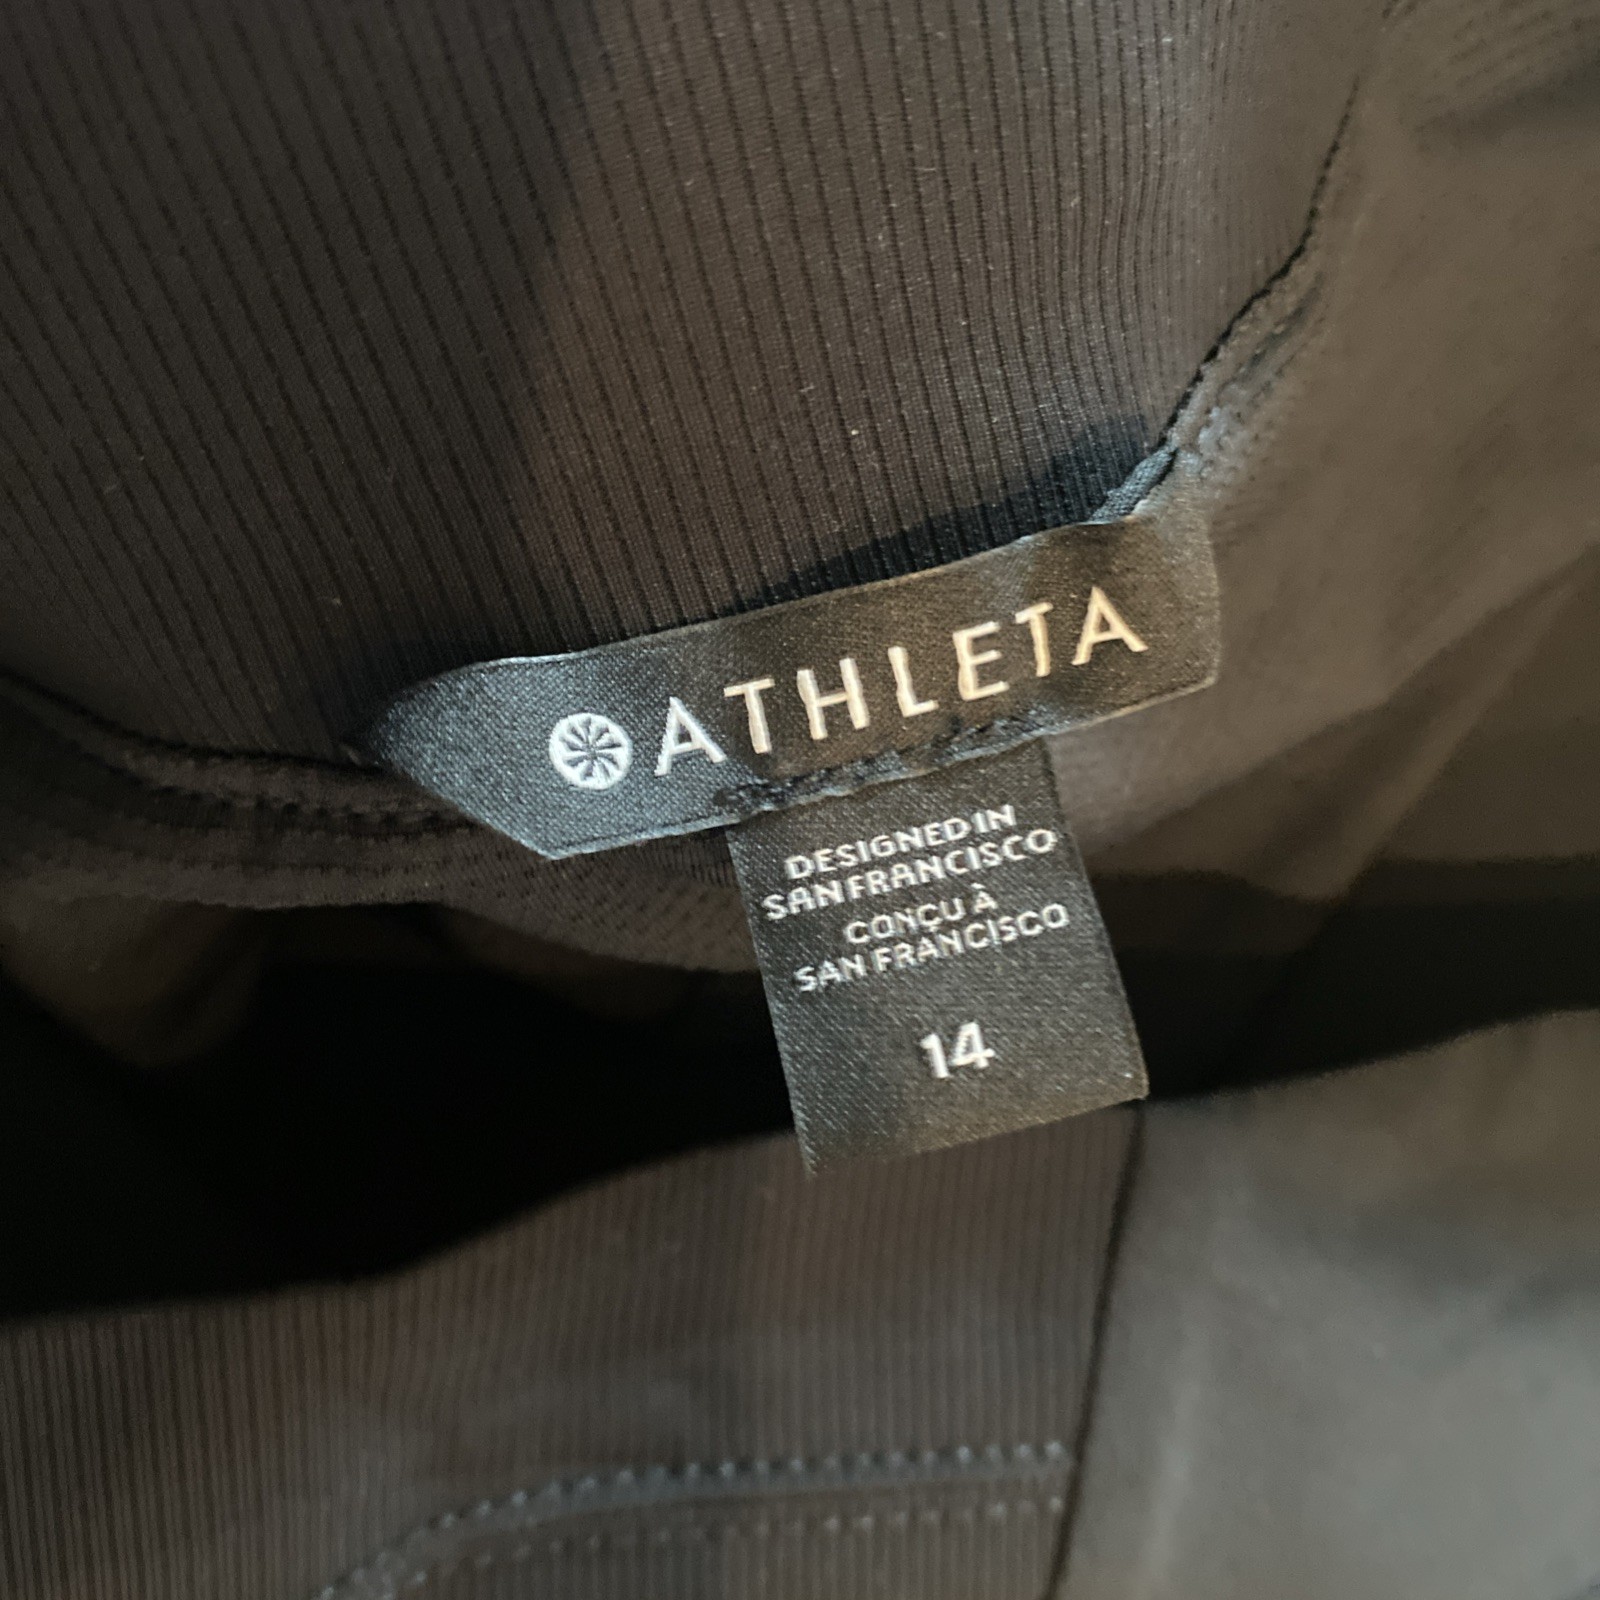 ATHLETA
DESIGNED IN
SAN FRANCISCO
CONÇU À
SAN FRANCISCO
14